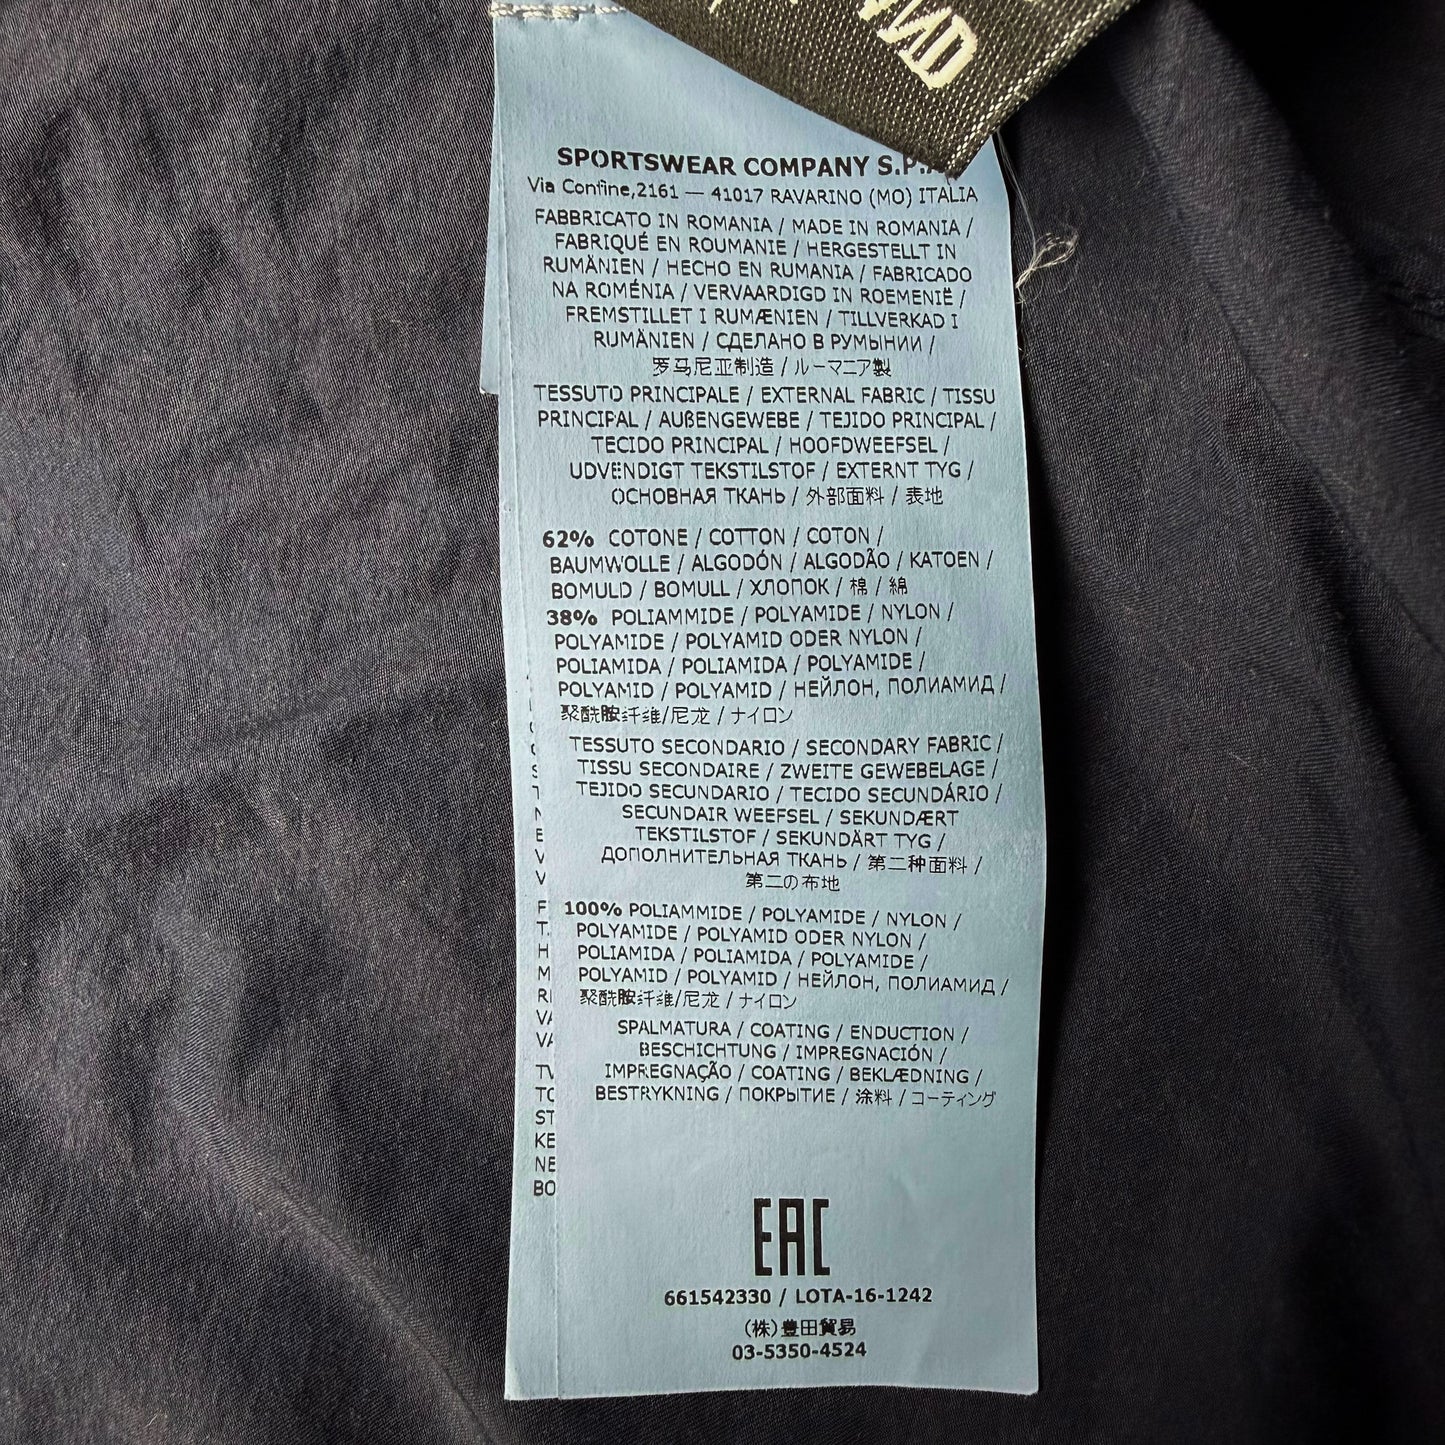 SPORTSWEAR COMPANY S.P.A.
Via Confine,2161 — 41017 RAVARINO (MO) ITALIA
FABBRICATO IN ROMANIA / MADE IN ROMANIA /
FABRIQUÉ EN ROUMANIE / HERGESTELLT IN
RUMÄNIEN / HECHO EN RUMANIA / FABRICADO
NA ROMÉNIA / VERVAARDIGD IN ROEMENIË /
FREMSTILLET I RUMÆNIEN / TILLVERKAD I
RUMÄNIEN / СДЕЛАНО В РУМЫНИИ /
罗马尼亚制造 / ルーマニア製
TESSUTO PRINCIPALE / EXTERNAL FABRIC / TISSU
PRINCIPAL / AUßENGEWEBE / TEJIDO PRINCIPAL /
TECIDO PRINCIPAL / HOOFDWEEFSEL /
UDVENDIGT TEKSTILSTOF / EXTERNT TYG /
ОСНОВНАЯ ТКАНЬ / 外部面料 / 表地
62% COTONE / COTTON / COTON /
BAUMWOLLE / ALGODÓN / ALGODÃO / KATOEN /
BOMULD / BOMULL / ХЛОПОК / 棉 / 綿
38% POLIAMMIDE / POLYAMIDE / NYLON /
POLYAMIDE / POLYAMID ODER NYLON /
POLIAMIDA / POLIAMIDA / POLYAMIDE /
POLYAMID / POLYAMID / НЕЙЛОН, ПОЛИАМИД /
聚酰胺纤维/尼龙 / ナイロン
TESSUTO SECONDARIO / SECONDARY FABRIC /
TISSU SECONDAIRE / ZWEITE GEWEBELAGE /
TEJIDO SECUNDARIO / TECIDO SECUNDÁRIO /
SECUNDAIR WEEFSEL / SEKUNDÆRT
TEKSTILSTOF / SEKUNDÄRT TYG /
ДОПОЛНИТЕЛЬНАЯ ТКАНЬ / 第二种面料 /
第二の布地
100% POLIAMMIDE / POLYAMIDE / NYLON /
POLYAMIDE / POLYAMID ODER NYLON /
POLIAMIDA / POLIAMIDA / POLYAMIDE /
POLYAMID / POLYAMID / НЕЙЛОН, ПОЛИАМИД /
聚酰胺纤维/尼龙 / ナイロン
SPALMATURA / COATING / ENDUCTION /
BESCHICHTUNG / IMPREGNACIÓN /
IMPREGNAÇÃO / COATING / BEKLÆDNING /
BESTRYKNING / ПОКРЫТИЕ / 涂料 / コーティング
EAC
661542330 / LOTA-16-1242
(株)豊田貿易
03-5350-4524